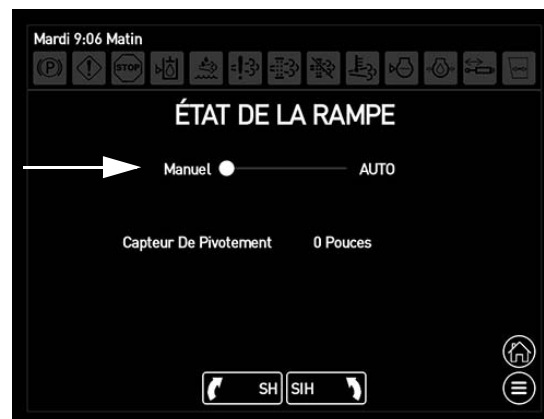 Mardi 9:06 Matin
(P) STOP
ÉTAT DE LA RAMPE
Manuel AUTO
Capteur De Pivotement 0 Pouces
SH SIH